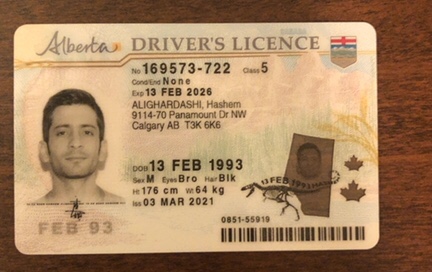 Alberta DRIVER'S LICENCE
CANADA
No 169573-722 Class 5
Cond/End None
Exp 13 FEB 2026
ALIGHARDASHI, Hashem
9114-70 Panamount Dr NW
Calgary AB T3K 6K6
DOB 13 FEB 1993
Sex M Eyes Bro Hair Blk
Ht 176 cm Wt 64 kg
Iss 03 MAR 2021
13 FEB 1993
FEB 93
0851-55919